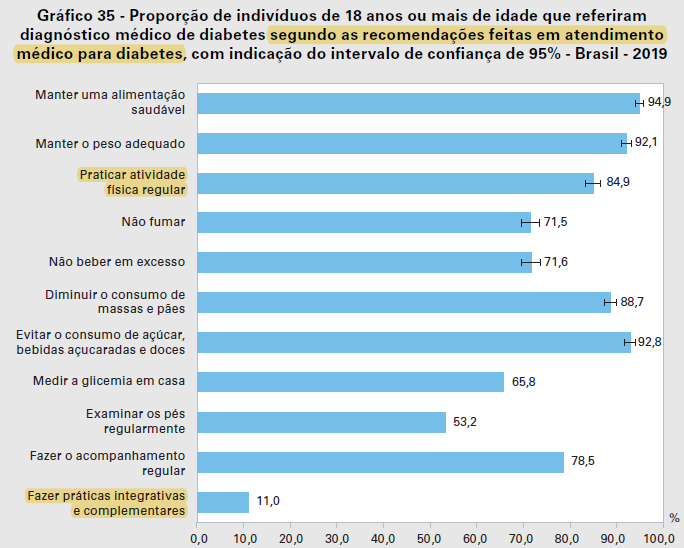 Gráfico 35 - Proporção de indivíduos de 18 anos ou mais de idade que referiram
diagnóstico médico de diabetes segundo as recomendações feitas em atendimento
médico para diabetes, com indicação do intervalo de confiança de 95% - Brasil - 2019
Manter uma alimentação
saudável
94,9
Manter o peso adequado
92,1
Praticar atividade
física regular
84,9
Não fumar
71,5
Não beber em excesso
71,6
Diminuir o consumo de
massas e pães
88,7
Evitar o consumo de açúcar,
bebidas açucaradas e doces
92,8
Medir a glicemia em casa
65,8
Examinar os pés
regularmente
53,2
Fazer o acompanhamento
regular
78,5
Fazer práticas integrativas
e complementares
11,0
%
0,0 10,0 20,0 30,0 40,0 50,0 60,0 70,0 80,0 90,0 100,0